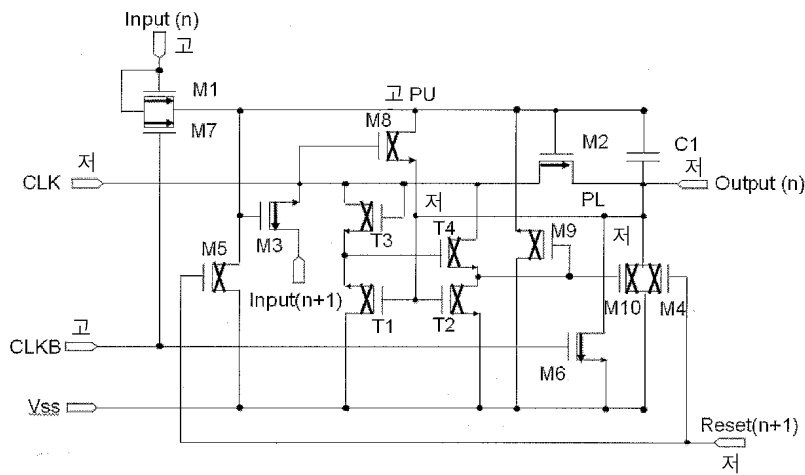 Input (n)
고
M1
M7
고 PU
M8
M2
C1
저
저
CLK
Output (n)
저
PL
M5
M3
T3
T4
M9
저
Input(n+1)
T1
T2
M10
M4
고
CLKB
M6
Vss
Reset(n+1)
저